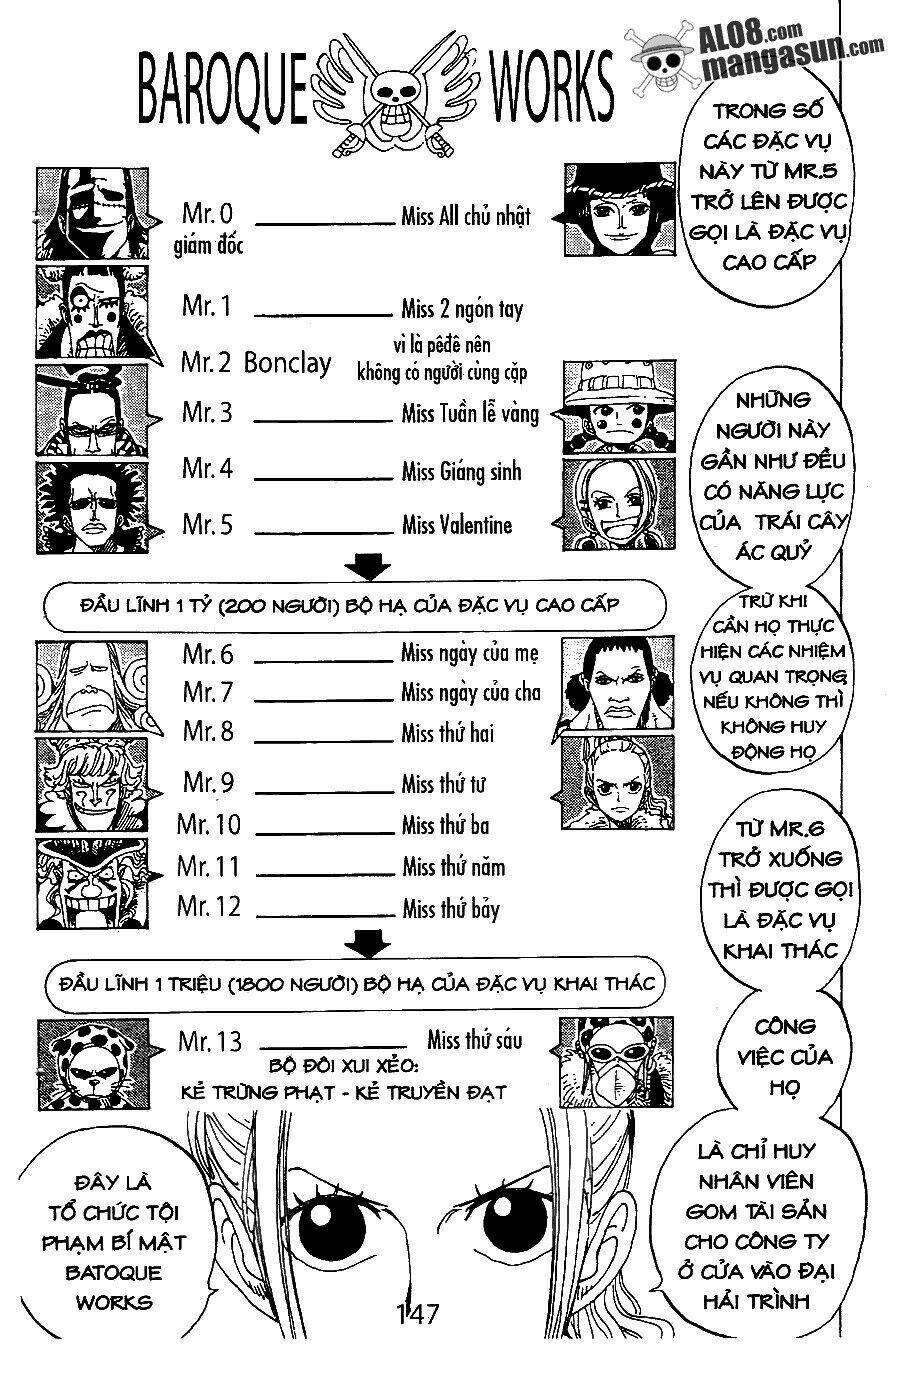 AL08.com
mangasun.com
BAROQUE WORKS
TRONG SỐ
CÁC ĐẶC VỤ
NÀY TỪ MR.5
TRỞ LÊN ĐƯỢC
GỌI LÀ ĐẶC VỤ
CAO CẤP
Mr. 0 Miss All chủ nhật
giám đốc
Mr. 1 Miss 2 ngón tay
Mr. 2 Bonclay vì là pêđê nên
không có người cùng cặp
Mr. 3 Miss Tuần lễ vàng
Mr. 4 Miss Giáng sinh
Mr. 5 Miss Valentine
NHỮNG
NGƯỜI NÀY
GẦN NHƯ ĐỀU
CÓ NĂNG LỰC
CỦA TRÁI CÂY
ÁC QUỶ
ĐẦU LĨNH 1 TỶ (200 NGƯỜI) BỘ HẠ CỦA ĐẶC VỤ CAO CẤP
TRỪ KHI
CẦN HỌ THỰC
HIỆN CÁC NHIỆM
VỤ QUAN TRỌNG
NẾU KHÔNG THÌ
KHÔNG HUY
ĐỘNG HỌ
Mr. 6 Miss ngày của mẹ
Mr. 7 Miss ngày của cha
Mr. 8 Miss thứ hai
Mr. 9 Miss thứ tư
Mr. 10 Miss thứ ba
Mr. 11 Miss thứ năm
Mr. 12 Miss thứ bảy
TỪ MR.6
TRỞ XUỐNG
THÌ ĐƯỢC GỌI
LÀ ĐẶC VỤ
KHAI THÁC
ĐẦU LĨNH 1 TRIỆU (1800 NGƯỜI) BỘ HẠ CỦA ĐẶC VỤ KHAI THÁC
Mr. 13 Miss thứ sáu
BỘ ĐÔI XUI XẺO:
KẺ TRỪNG PHẠT - KẺ TRUYỀN ĐẠT
CÔNG
VIỆC CỦA
HỌ
LÀ CHỈ HUY
NHÂN VIÊN
GOM TÀI SẢN
CHO CÔNG TY
Ở CỬA VÀO ĐẠI
HẢI TRÌNH
ĐÂY LÀ
TỔ CHỨC TỘI
PHẠM BÍ MẬT
BATOQUE
WORKS
147